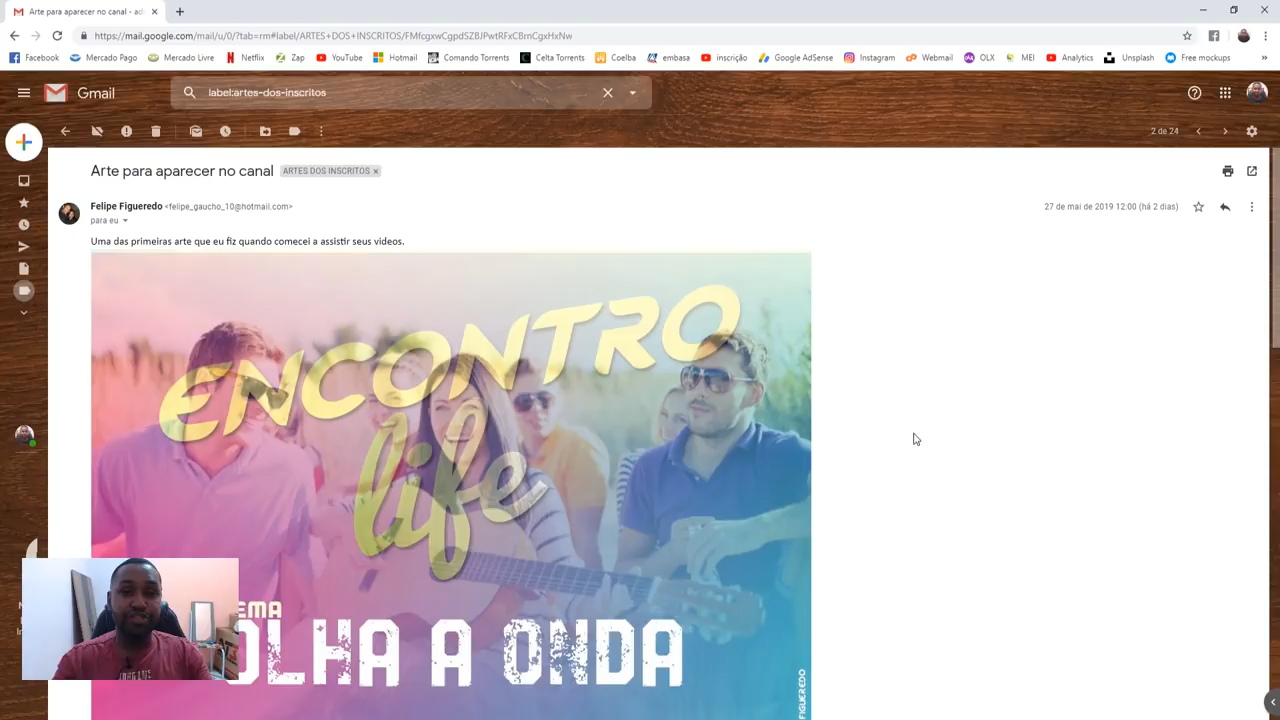 Arte para aparecer no canal - ad
https://mail.google.com/mail/u/0/?tab=rm#label/ARTES+DOS+INSCRITOS/FMfcgxwCgpdSZBJPwtRFxCBrnCgxHxNw
Facebook Mercado Pago Mercado Livre Netflix Zap YouTube Hotmail Comando Torrents Celta Torrents Coelba embasa inscrição Google AdSense Instagram Webmail OLX MEI Analytics Unsplash Free mockups »
Gmail label:artes-dos-inscritos
2 de 24
Arte para aparecer no canal ARTES DOS INSCRITOS x
Felipe Figueredo <felipe_gaucho_10@hotmail.com> 27 de mai de 2019 12:00 (há 2 dias)
para eu
Uma das primeiras arte que eu fiz quando comecei a assistir seus videos.
ENCONTRO
life
EMA
OLHA A ONDA
FIGUEREDO